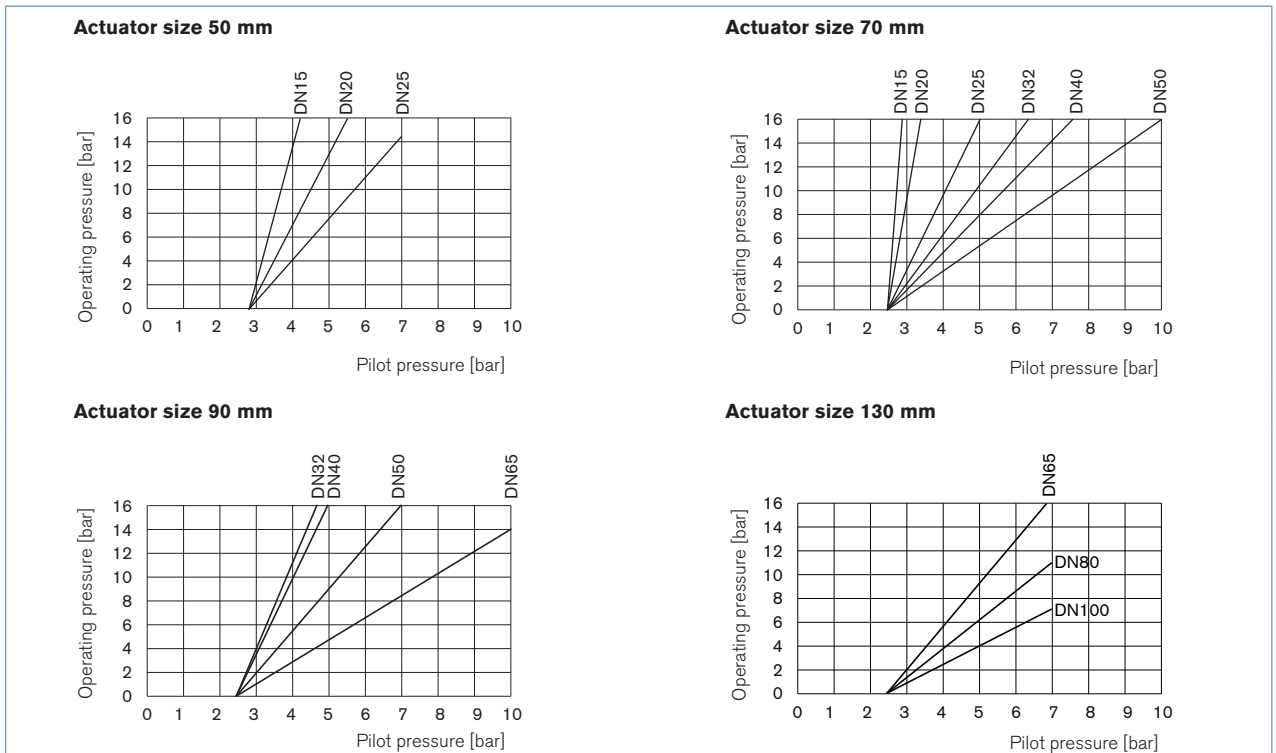 Actuator size 50 mm
DN15
DN20
DN25
Operating pressure [bar]
16
14
12
10
8
6
4
2
0
0 1 2 3 4 5 6 7 8 9 10
Pilot pressure [bar]
Actuator size 70 mm
DN15
DN20
DN25
DN32
DN40
DN50
Operating pressure [bar]
16
14
12
10
8
6
4
2
0
0 1 2 3 4 5 6 7 8 9 10
Pilot pressure [bar]
Actuator size 90 mm
DN32
DN40
DN50
DN65
Operating pressure [bar]
16
14
12
10
8
6
4
2
0
0 1 2 3 4 5 6 7 8 9 10
Pilot pressure [bar]
Actuator size 130 mm
DN65
Operating pressure [bar]
16
14
12
10
8
6
4
2
0
DN80
DN100
0 1 2 3 4 5 6 7 8 9 10
Pilot pressure [bar]